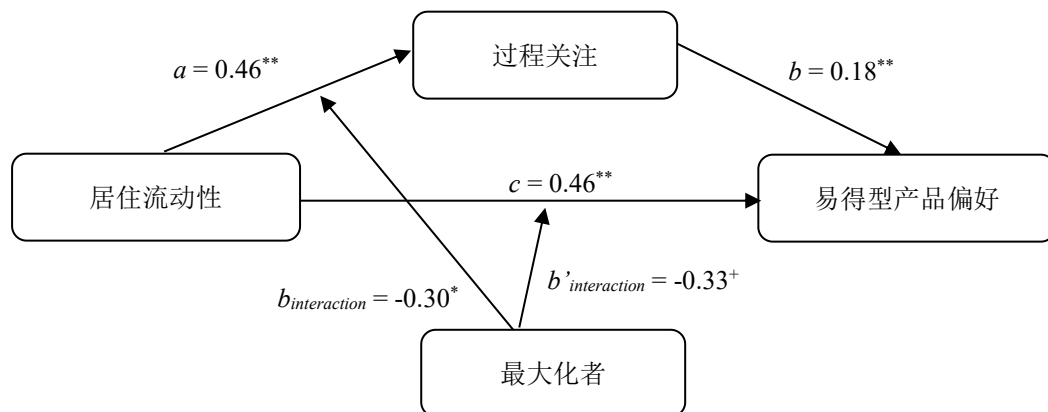 过程关注
a = 0.46**
b = 0.18**
居住流动性
c = 0.46**
易得型产品偏好
binteraction = -0.30*
b’interaction = -0.33+
最大化者